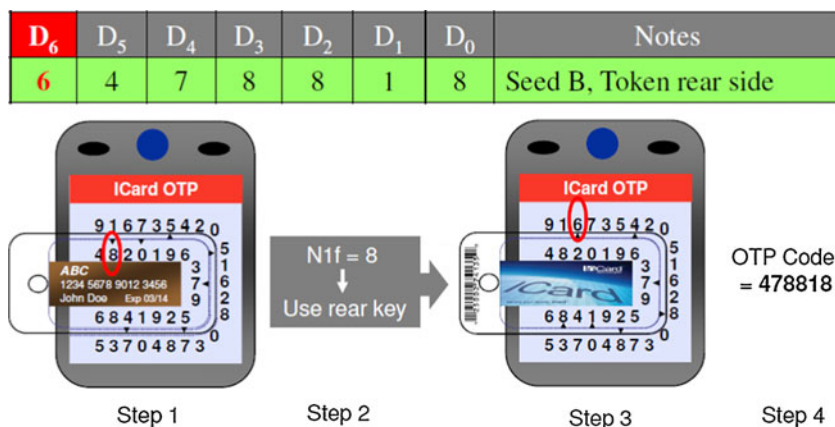 D6 D5 D4 D3 D2 D1 D0 Notes
6 4 7 8 8 1 8 Seed B, Token rear side
ICard OTP
9 1 6 7 3 5 4 2 0
4 8 2 0 1 9 6
5
1
3
7
6
9
2
8
ABC
1234 5678 9012 3456
John Doe Exp 03/14
6 8 4 1 9 2 5
0
5 3 7 0 4 8 7 3
Step 1
N1f = 8
Use rear key
Step 2
ICard OTP
9 1 6 7 3 5 4 2 0
4 8 2 0 1 9 6
5
1
3
7
6
9
2
8
ICard
6 8 4 1 9 2 5
0
5 3 7 0 4 8 7 3
Step 3
OTP Code
= 478818
Step 4